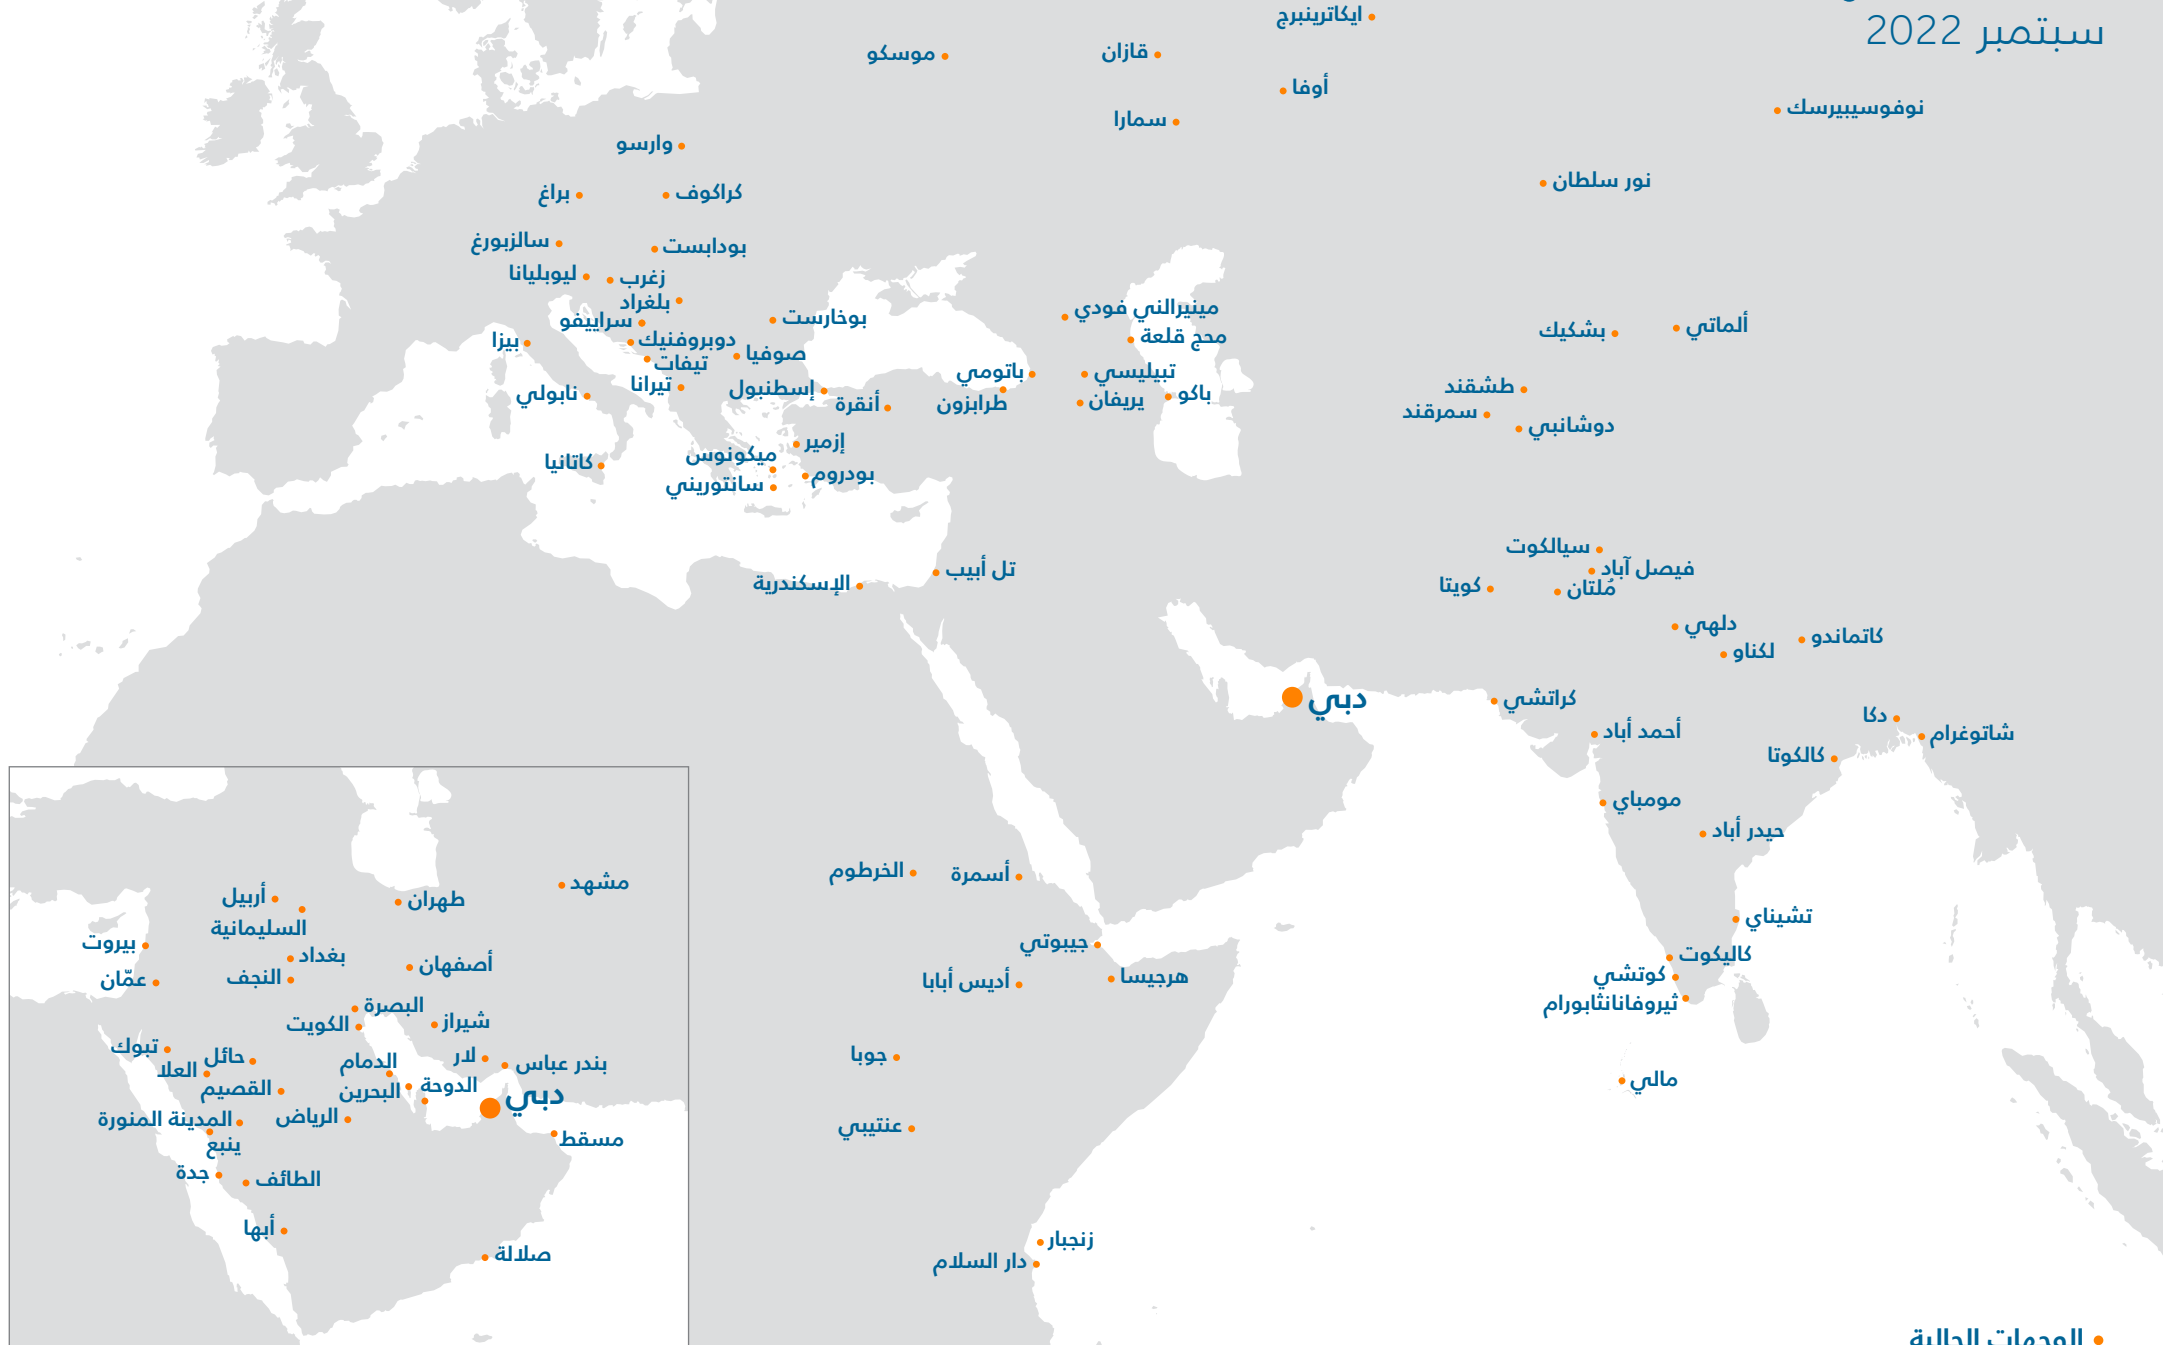 سبتمبر 2022
ايكاترينبرج
قازان
موسكو
أوفا
نوفوسيبيرسك
سمارا
وارسو
نور سلطان
كراكوف
براغ
بودابست
سالزبورغ
زغرب
ليوبليانا
بلغراد
مينيرالني فودي
بوخارست
سراييفو
ألماتي
بشكيك
محج قلعة
دوبروفنيك
بيزا
صوفيا
تيفات
تبيليسي
باتومي
طشقند
تيرانا
إسطنبول
باكو
يريفان
طرابزون
أنقرة
نابولي
سمرقند
دوشانبي
إزمير
ميكونوس
كاتانيا
بودروم
سانتوريني
سيالكوت
فيصل آباد
تل أبيب
الإسكندرية
مُلتان
كويتا
دلهي
كاتماندو
لكناو
دبي
كراتشي
دكا
شاتوغرام
أحمد أباد
كالكوتا
مومباي
حيدر أباد
الخرطوم
أسمرة
تشيناي
جيبوتي
كاليكوت
كوتشي
هرجيسا
أديس أبابا
ثيروفانانثابورام
جوبا
مالي
عنتيبي
زنجبار
دار السلام
مشهد
طهران
أربيل
السليمانية
بيروت
بغداد
أصفهان
النجف
عمّان
البصرة
شيراز
الكويت
تبوك
حائل
لار
الدمام
بندر عباس
العلا
القصيم
البحرين
الدوحة
دبي
الرياض
المدينة المنورة
ينبع
مسقط
جدة
الطائف
أبها
صلالة
الوجهات الحالية